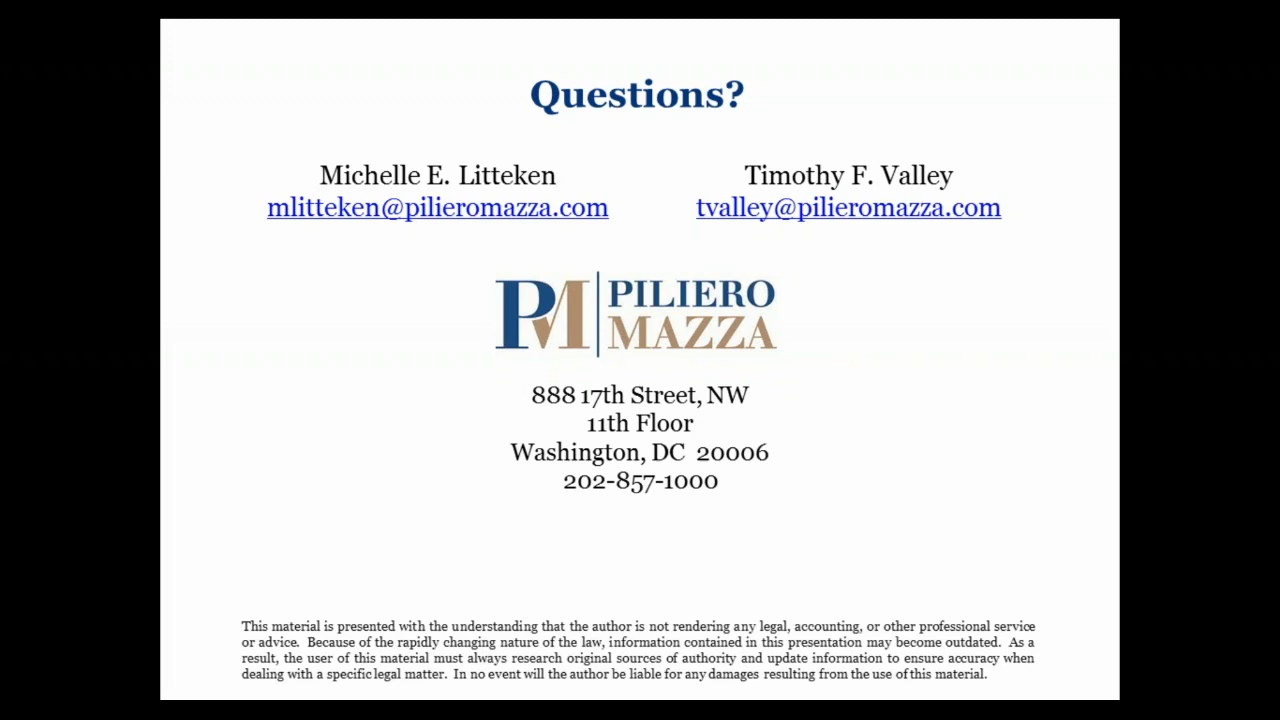 Questions?
Michelle E. Litteken
mlitteken@pilieromazza.com
Timothy F. Valley
tvalley@pilieromazza.com
PM PILIERO
MAZZA
888 17th Street, NW
11th Floor
Washington, DC 20006
202-857-1000
This material is presented with the understanding that the author is not rendering any legal, accounting, or other professional service
or advice. Because of the rapidly changing nature of the law, information contained in this presentation may become outdated. As a
result, the user of this material must always research original sources of authority and update information to ensure accuracy when
dealing with a specific legal matter. In no event will the author be liable for any damages resulting from the use of this material.